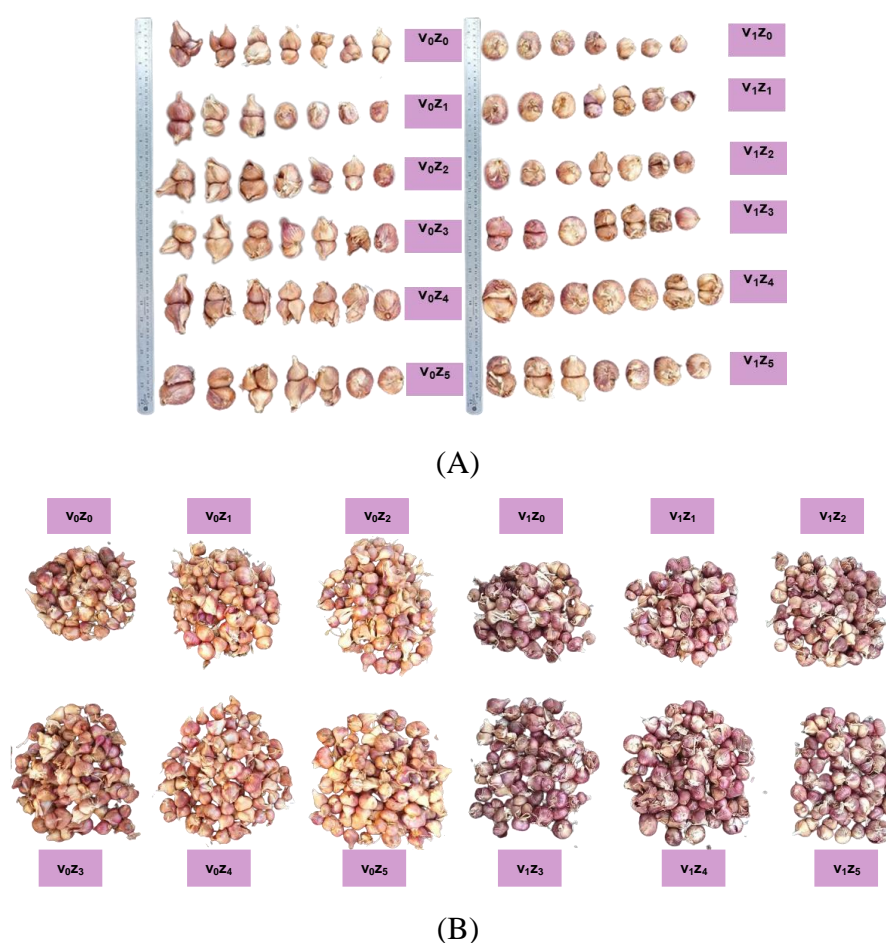 V₀Z₀ V₁Z₀
V₀Z₁ V₁Z₁
V₀Z₂ V₁Z₂
V₀Z₃ V₁Z₃
V₀Z₄ V₁Z₄
V₀Z₅ V₁Z₅
(A)
V₀Z₀ V₀Z₁ V₀Z₂ V₁Z₀ V₁Z₁ V₁Z₂
V₀Z₃ V₀Z₄ V₀Z₅ V₁Z₃ V₁Z₄ V₁Z₅
(B)